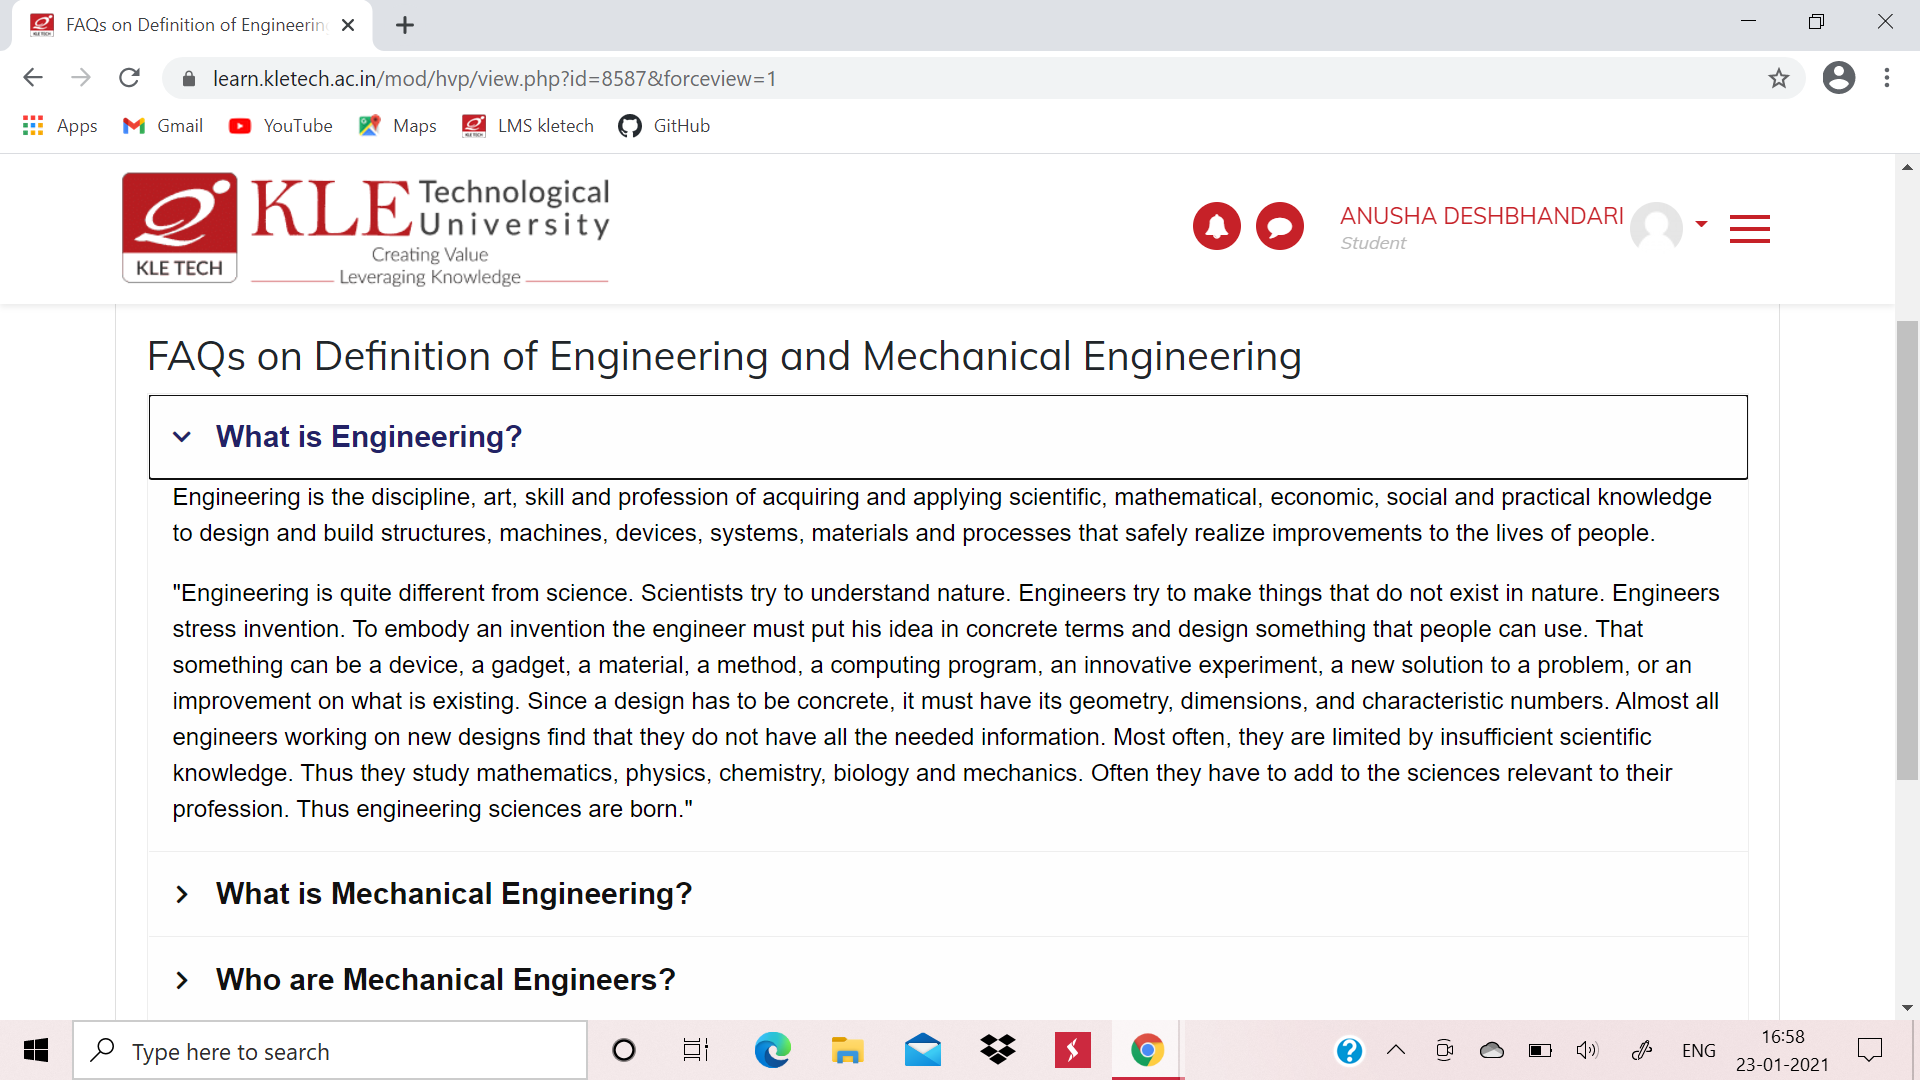 FAQs on Definition of Engineerin
learn.kletech.ac.in/mod/hvp/view.php?id=8587&forceview=1
Apps Gmail YouTube Maps LMS kletech GitHub
KLE TECH
KLE Technological University
Creating Value
Leveraging Knowledge
ANUSHA DESHBHANDARI
Student
FAQs on Definition of Engineering and Mechanical Engineering
What is Engineering?
Engineering is the discipline, art, skill and profession of acquiring and applying scientific, mathematical, economic, social and practical knowledge
to design and build structures, machines, devices, systems, materials and processes that safely realize improvements to the lives of people.
"Engineering is quite different from science. Scientists try to understand nature. Engineers try to make things that do not exist in nature. Engineers
stress invention. To embody an invention the engineer must put his idea in concrete terms and design something that people can use. That
something can be a device, a gadget, a material, a method, a computing program, an innovative experiment, a new solution to a problem, or an
improvement on what is existing. Since a design has to be concrete, it must have its geometry, dimensions, and characteristic numbers. Almost all
engineers working on new designs find that they do not have all the needed information. Most often, they are limited by insufficient scientific
knowledge. Thus they study mathematics, physics, chemistry, biology and mechanics. Often they have to add to the sciences relevant to their
profession. Thus engineering sciences are born."
What is Mechanical Engineering?
Who are Mechanical Engineers?
Type here to search
ENG
16:58
23-01-2021